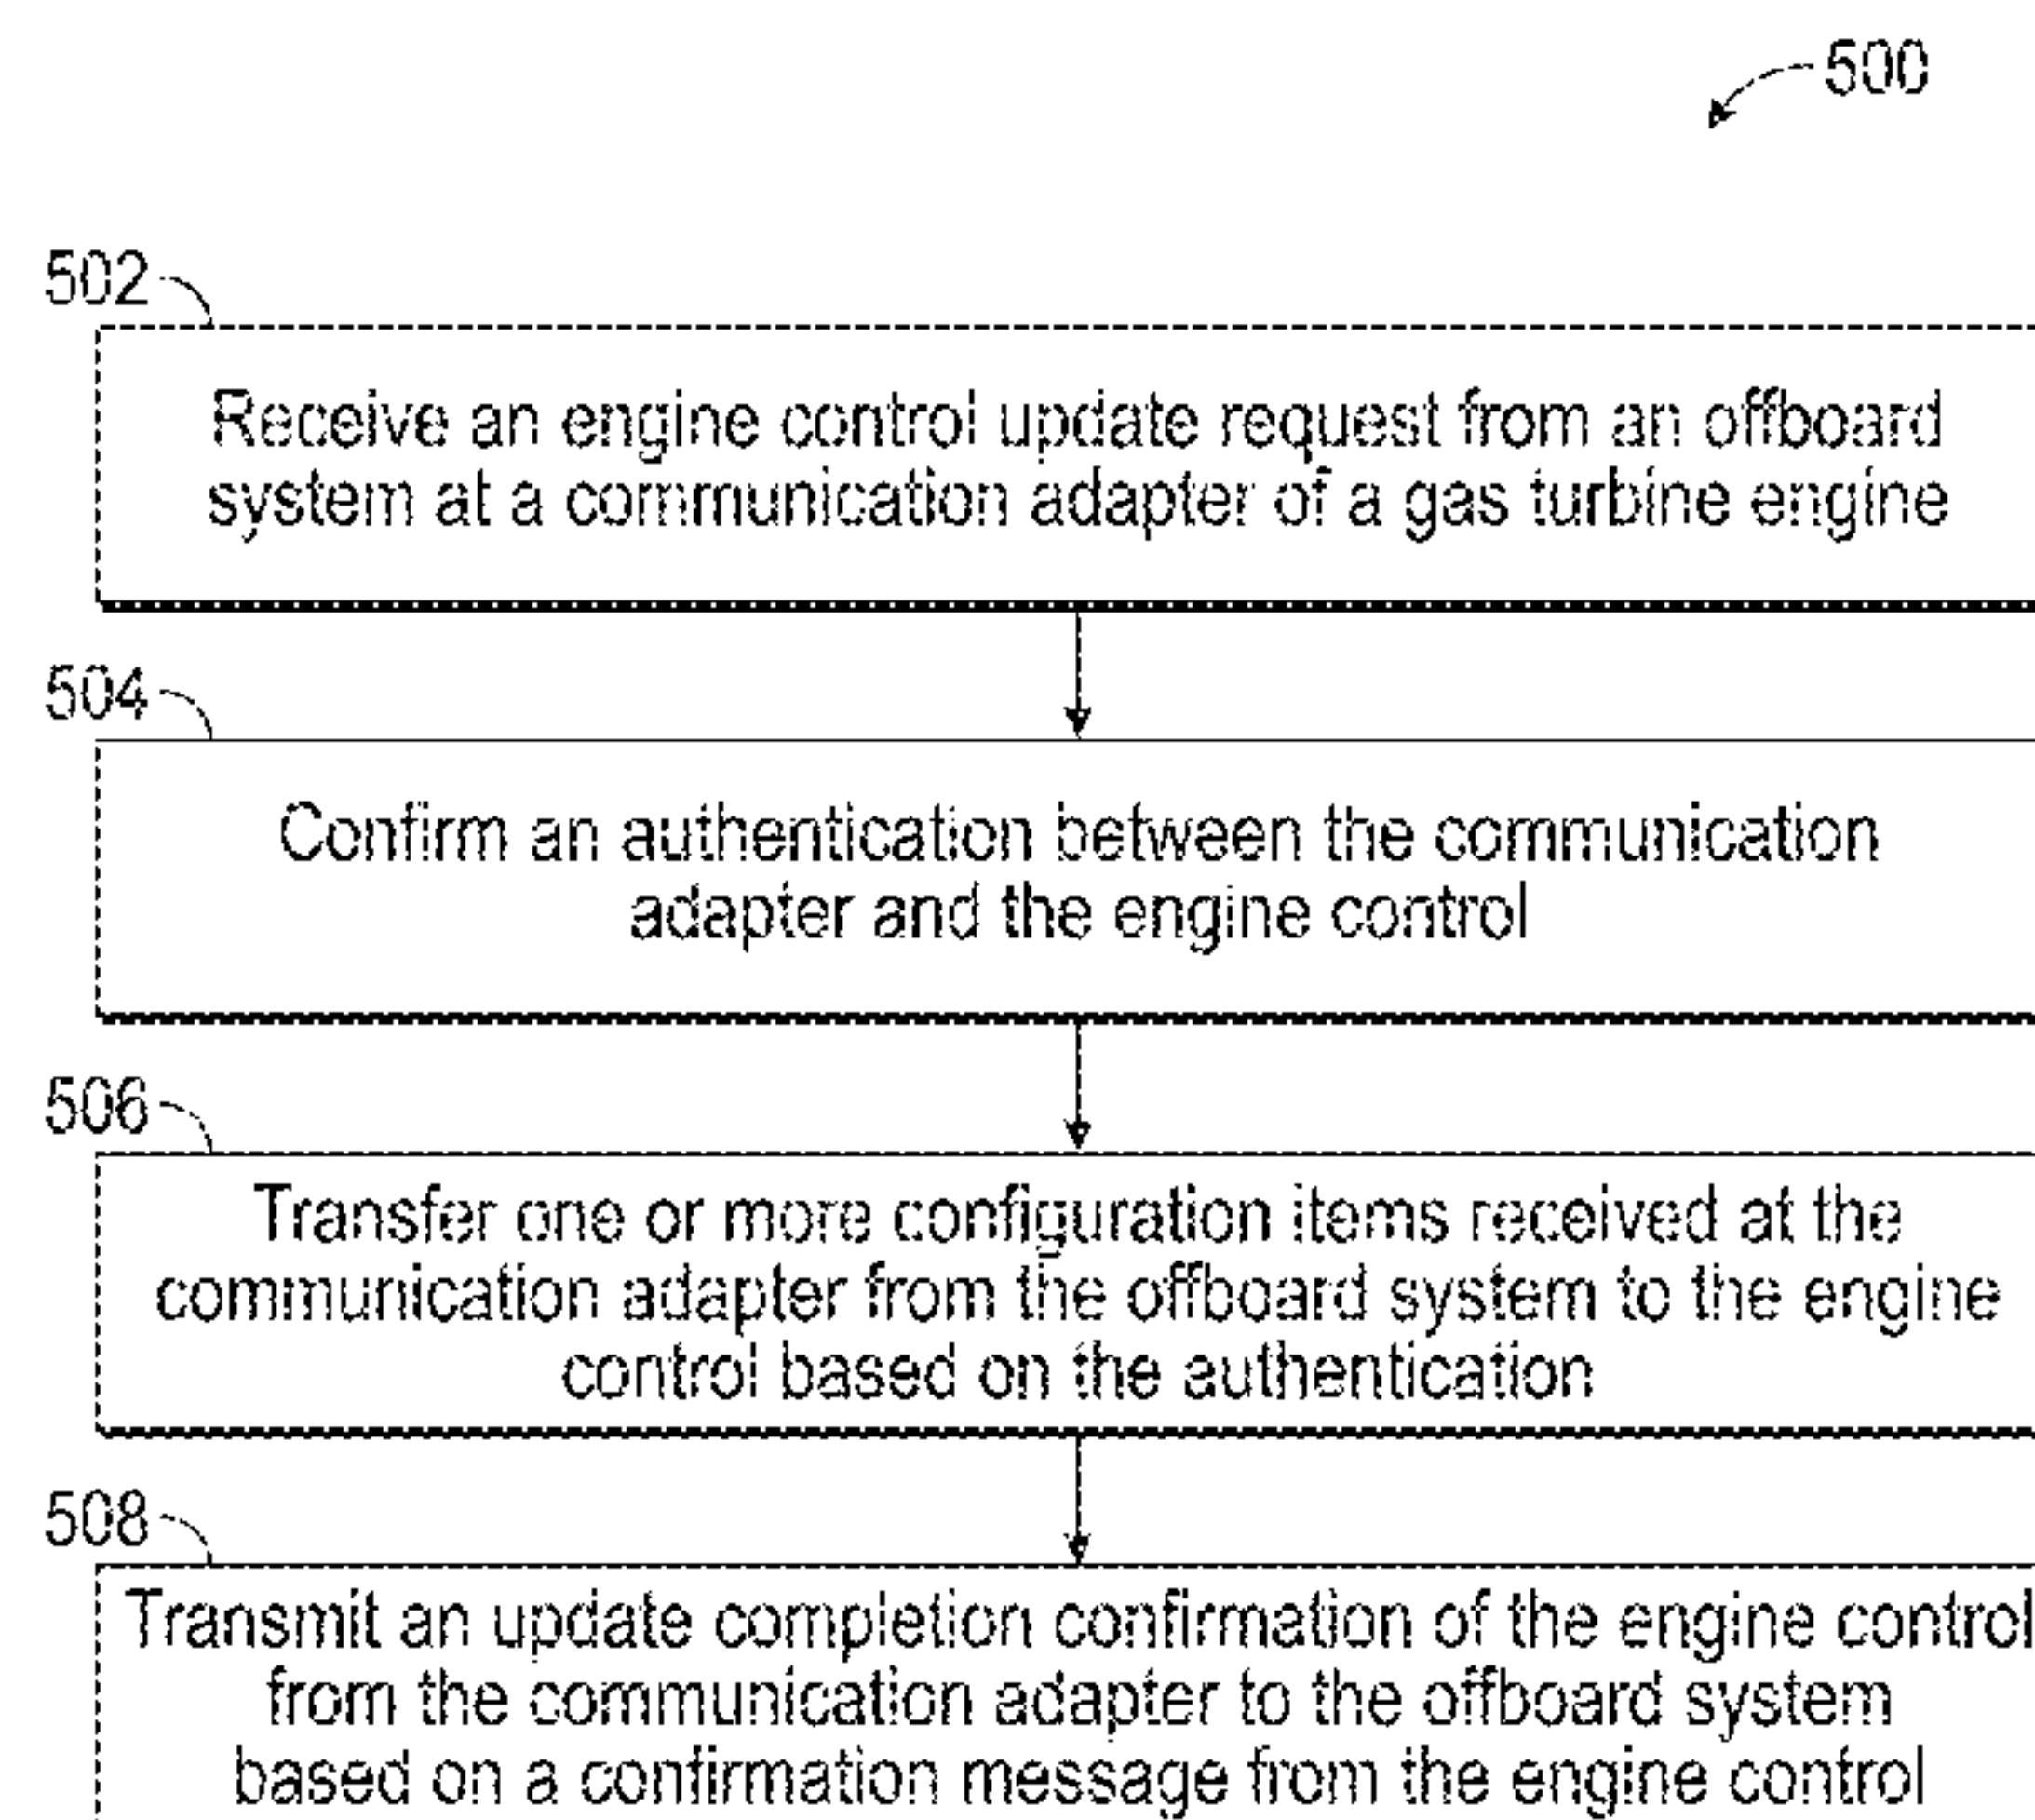 500
502
Receive an engine control update request from an offboard
system at a communication adapter of a gas turbine engine
504
Confirm an authentication between the communication
adapter and the engine control
506
Transfer one or more configuration items received at the
communication adapter from the offboard system to the engine
control based on the authentication
508
Transmit an update completion confirmation of the engine control
from the communication adapter to the offboard system
based on a confirmation message from the engine control